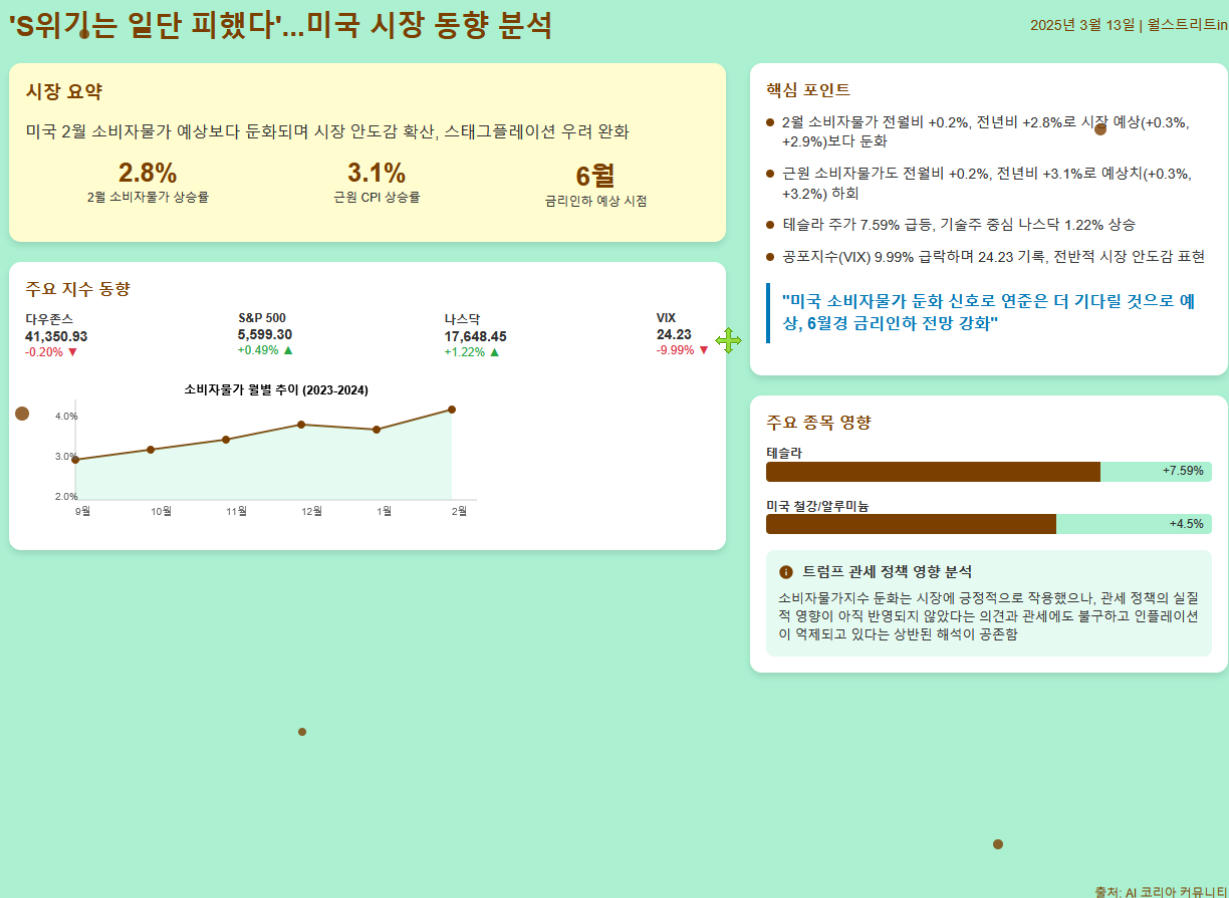 'S위기는 일단 피했다'...미국 시장 동향 분석
2025년 3월 13일 | 월스트리트in
시장 요약
미국 2월 소비자물가 예상보다 둔화되며 시장 안도감 확산, 스태그플레이션 우려 완화
2.8%
2월 소비자물가 상승률
3.1%
근원 CPI 상승률
6월
금리인하 예상 시점
주요 지수 동향
다우존스
41,350.93
-0.20% ▼
S&P 500
5,599.30
+0.49% ▲
나스닥
17,648.45
+1.22% ▲
VIX
24.23
-9.99% ▼
소비자물가 월별 추이 (2023-2024)
4.0%
3.0%
2.0%
9월
10월
11월
12월
1월
2월
핵심 포인트
2월 소비자물가 전월비 +0.2%, 전년비 +2.8%로 시장 예상(+0.3%,
+2.9%)보다 둔화
근원 소비자물가도 전월비 +0.2%, 전년비 +3.1%로 예상치(+0.3%,
+3.2%) 하회
테슬라 주가 7.59% 급등, 기술주 중심 나스닥 1.22% 상승
공포지수(VIX) 9.99% 급락하며 24.23 기록, 전반적 시장 안도감 표현
"미국 소비자물가 둔화 신호로 연준은 더 기다릴 것으로 예
상, 6월경 금리인하 전망 강화"
주요 종목 영향
테슬라
+7.59%
미국 철강/알루미늄
+4.5%
트럼프 관세 정책 영향 분석
소비자물가지수 둔화는 시장에 긍정적으로 작용했으나, 관세 정책의 실질
적 영향이 아직 반영되지 않았다는 의견과 관세에도 불구하고 인플레이션
이 억제되고 있다는 상반된 해석이 공존함
출처: AI 코리아 커뮤니티